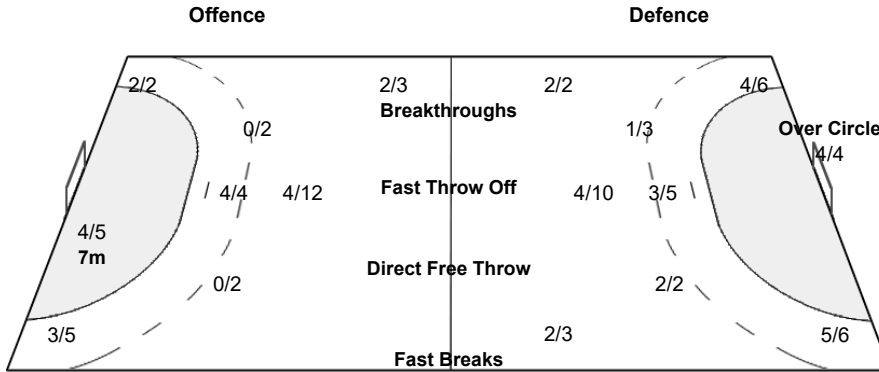 Offence Defence
2/2 2/3 2/2 4/6
Breakthroughs
0/2 1/3 Over Circle
4/4
4/4 4/12 Fast Throw Off 4/10 3/5
4/5
7m
Direct Free Throw
0/2 2/2
3/5 2/3 5/6
Fast Breaks